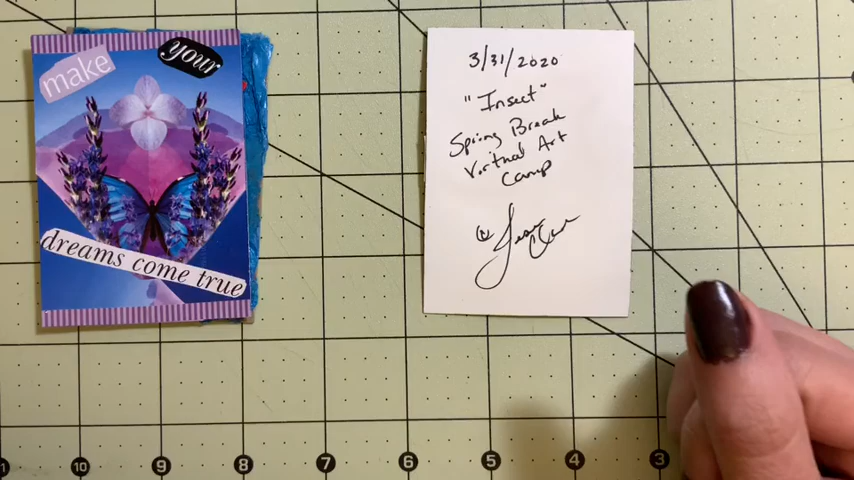 make
your
dreams come true
3/31/2020
"Insect"
Spring Break
Virtual Art
Camp
11
10
9
8
7
6
5
4
3